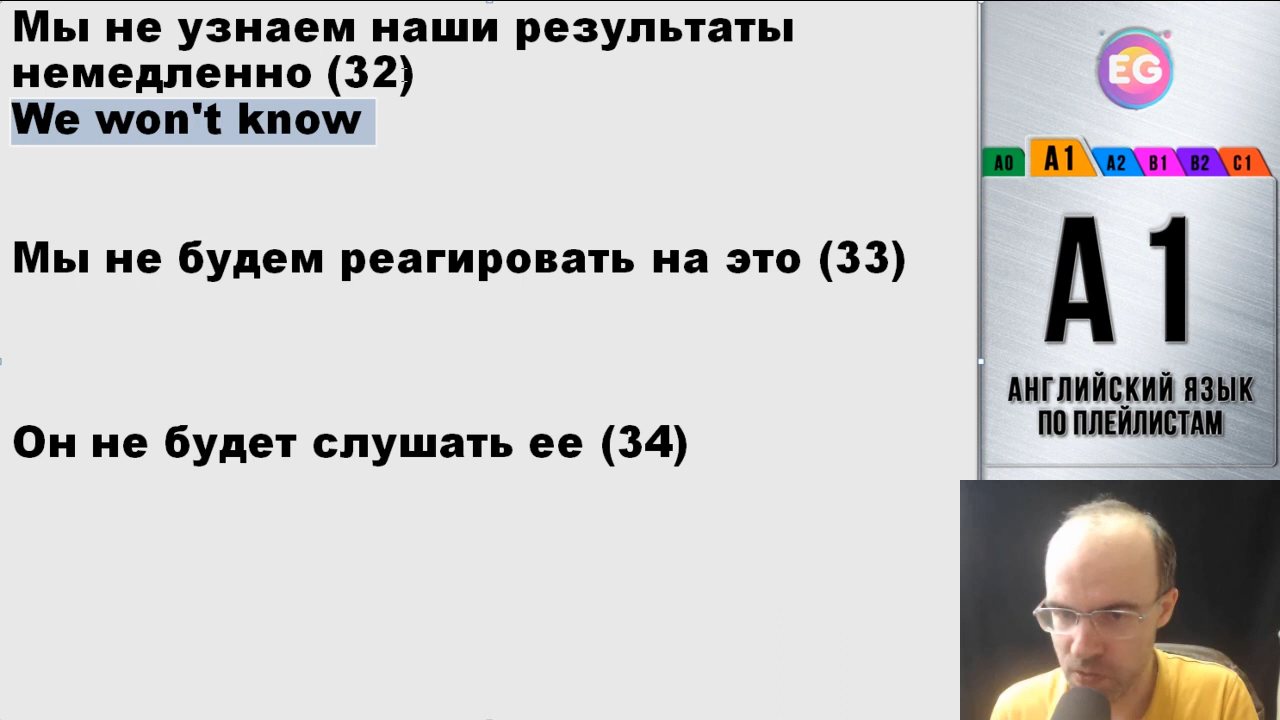 Мы не узнаем наши результаты
немедленно (32)
We won't know
Мы не будем реагировать на это (33)
Он не будет слушать ее (34)
EG
A0 A1 A2 B1 B2 C1
A1
АНГЛИЙСКИЙ ЯЗЫК
ПО ПЛЕЙЛИСТАМ